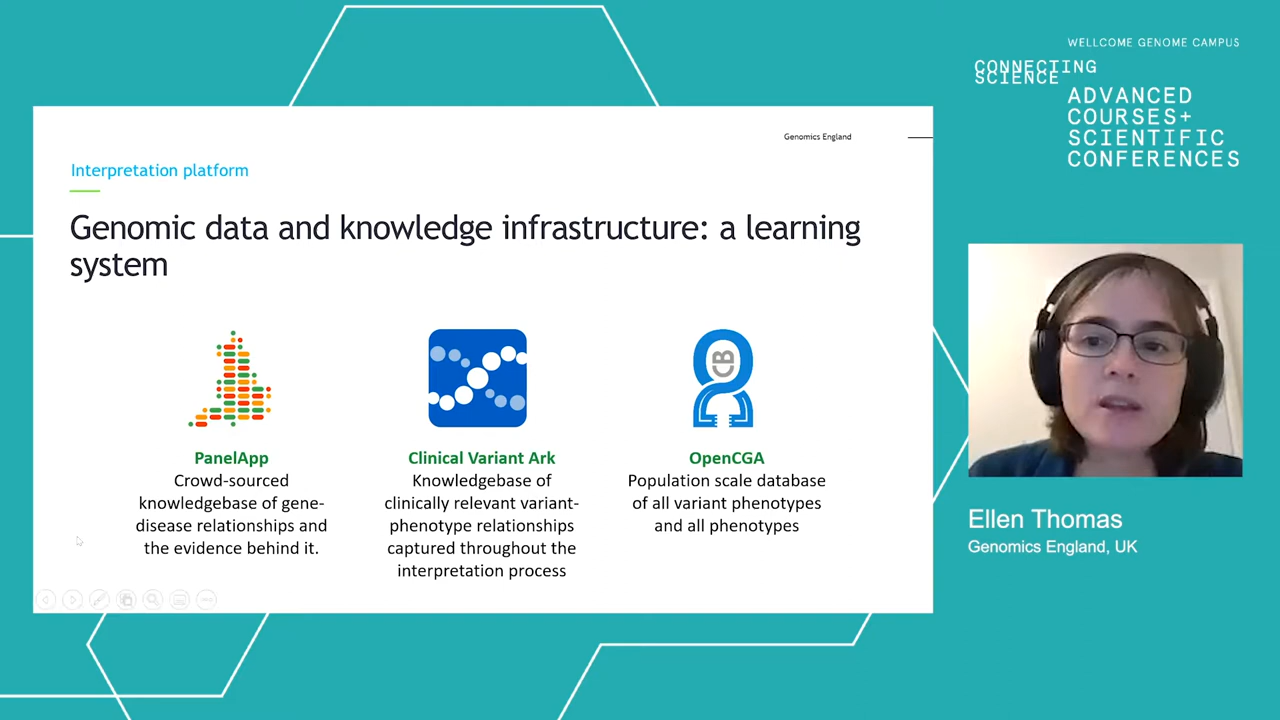 WELLCOME GENOME CAMPUS
CONNECTING
SCIENCE
ADVANCED
COURSES+
SCIENTIFIC
CONFERENCES
Genomics England
Interpretation platform
Genomic data and knowledge infrastructure: a learning
system
PanelApp
Crowd-sourced
knowledgebase of gene-
disease relationships and
the evidence behind it.
Clinical Variant Ark
Knowledgebase of
clinically relevant variant-
phenotype relationships
captured throughout the
interpretation process
CB
OpenCGA
Population scale database
of all variant phenotypes
and all phenotypes
Ellen Thomas
Genomics England, UK